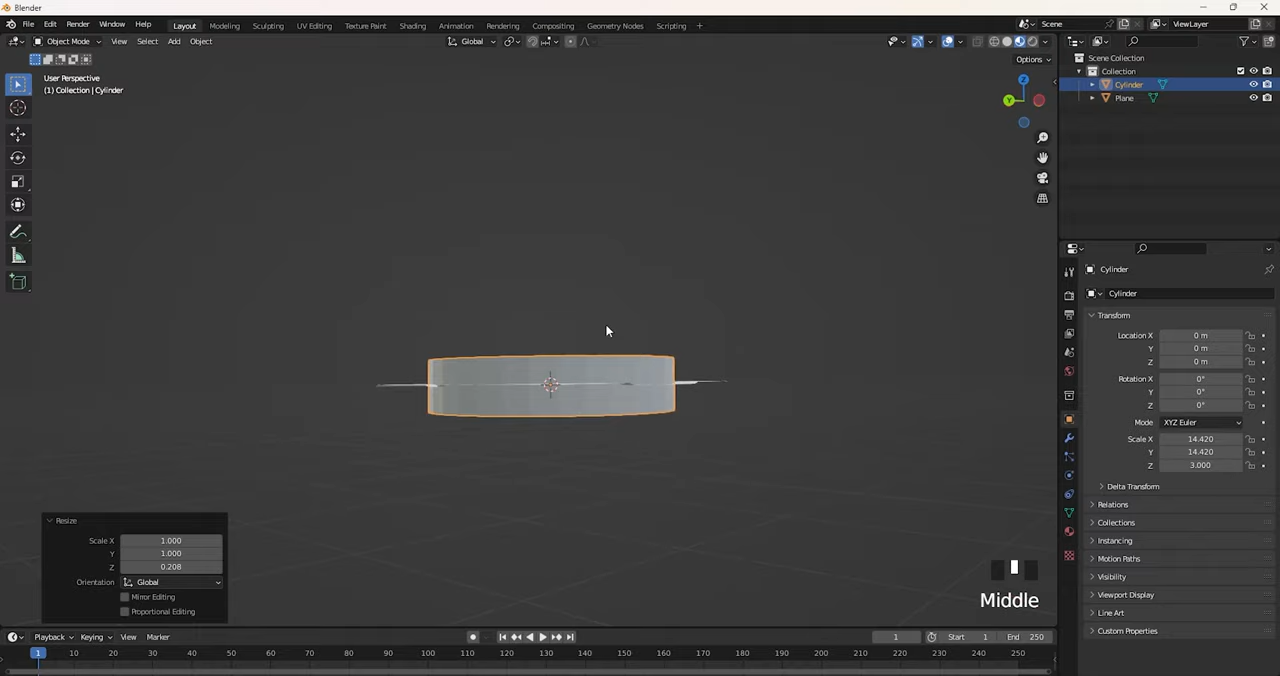 Blender
File Edit Render Window Help
Layout Modeling Sculpting UV Editing Texture Paint Shading Animation Rendering Compositing Geometry Nodes Scripting +
Scene ViewLayer
Object Mode View Select Add Object
Global
Options
User Perspective
(1) Collection | Cylinder
Z
Y
Scene Collection
Collection
Cylinder
Plane
Cylinder
Cylinder
Transform
Location X 0 m
Y 0 m
Z 0 m
Rotation X 0°
Y 0°
Z 0°
Mode XYZ Euler
Scale X 14.420
Y 14.420
Z 3.000
Delta Transform
Relations
Collections
Instancing
Motion Paths
Visibility
Viewport Display
Line Art
Custom Properties
Resize
Scale X 1.000
Y 1.000
Z 0.208
Orientation Global
Mirror Editing
Proportional Editing
Middle
Playback Keying View Marker
1 Start 1 End 250
1 10 20 30 40 50 60 70 80 90 100 110 120 130 140 150 160 170 180 190 200 210 220 230 240 250